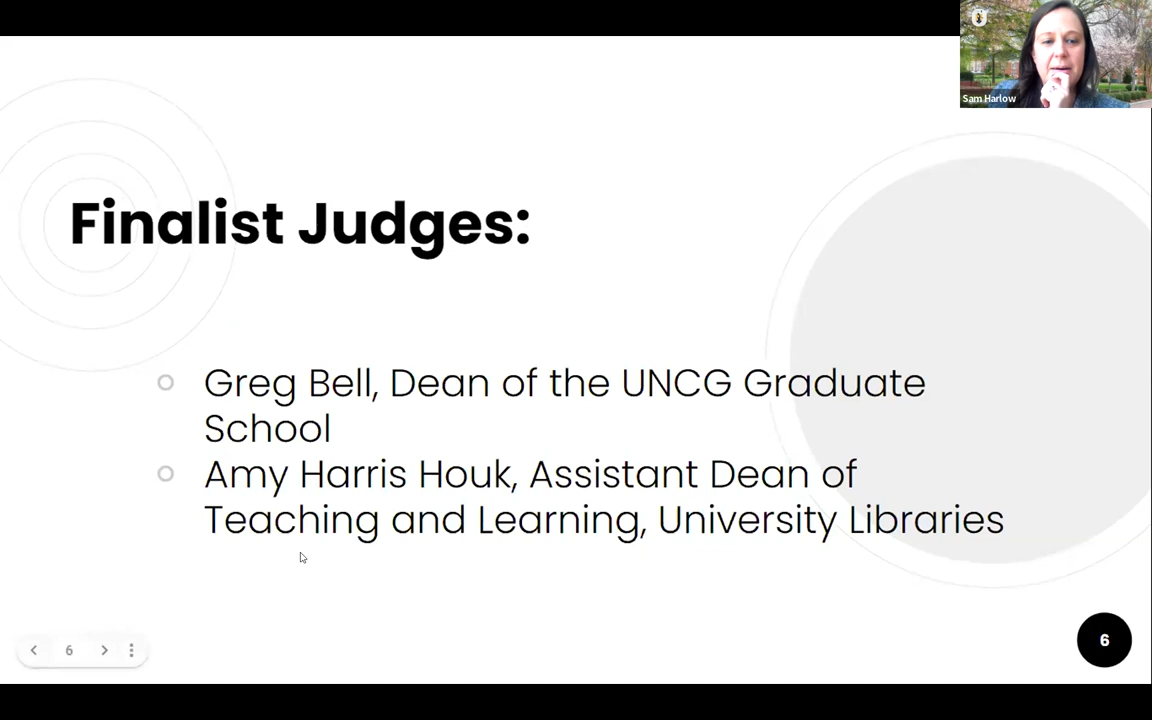 Sam Harlow
Finalist Judges:
Greg Bell, Dean of the UNCG Graduate
School
Amy Harris Houk, Assistant Dean of
Teaching and Learning, University Libraries
6
6